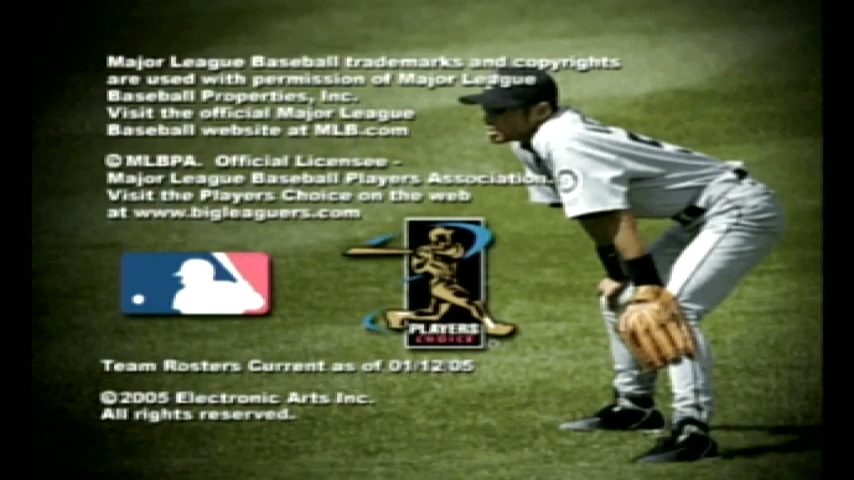 Major League Baseball trademarks and copyrights
are used with permission of Major League
Baseball Properties, Inc.
Visit the official Major League
Baseball website at MLB.com
© MLBPA. Official Licensee -
Major League Baseball Players Association.
Visit the Players Choice on the web
at www.bigleaguers.com
PLAYERS
CHOICE
Team Rosters Current as of 01/12/05
©2005 Electronic Arts Inc.
All rights reserved.